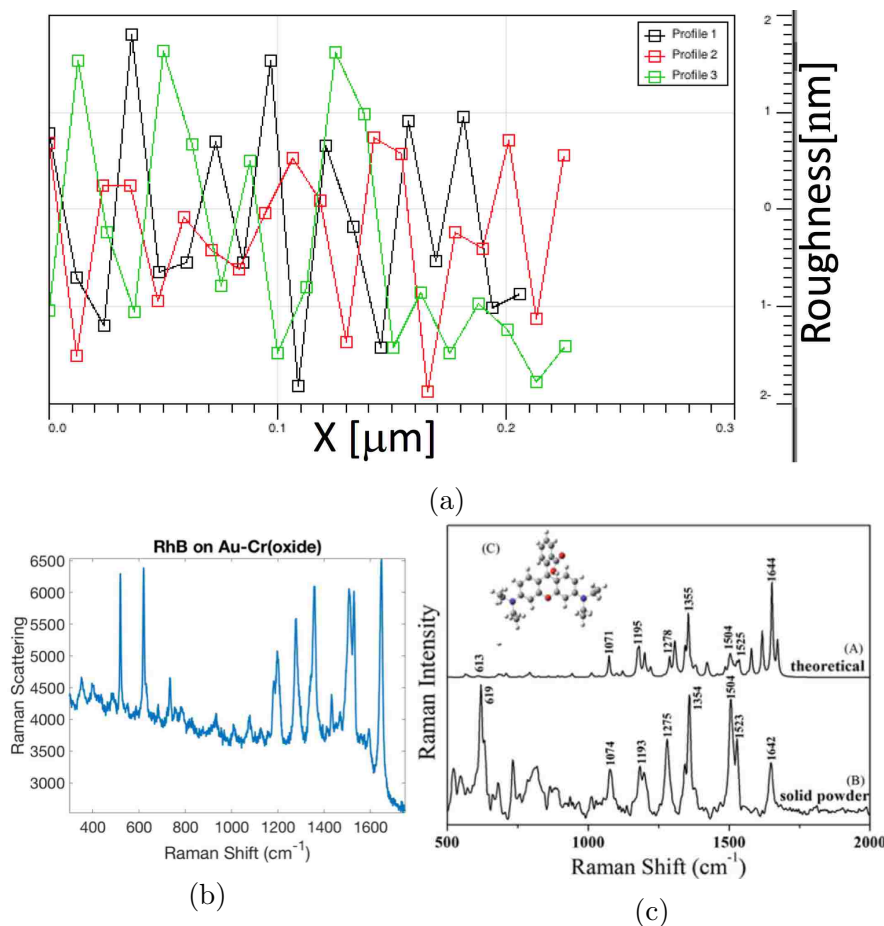 Profile 1
Profile 2
Profile 3
2
1
0
1-
2-
Roughness[nm]
0.0
0.1
0.2
0.3
X [μm]
(a)
RhB on Au-Cr(oxide)
6500
6000
5500
5000
4500
4000
3500
3000
Raman Scattering
400
600
800
1000
1200
1400
1600
Raman Shift (cm⁻¹)
(b)
(C)
Raman Intensity
613
1071
1195
1278
1355
1504
1525
1644
(A)
theoretical
619
1074
1193
1275
1354
1504
1523
1642
(B)
solid powder
500
1000
1500
2000
Raman Shift (cm⁻¹)
(c)